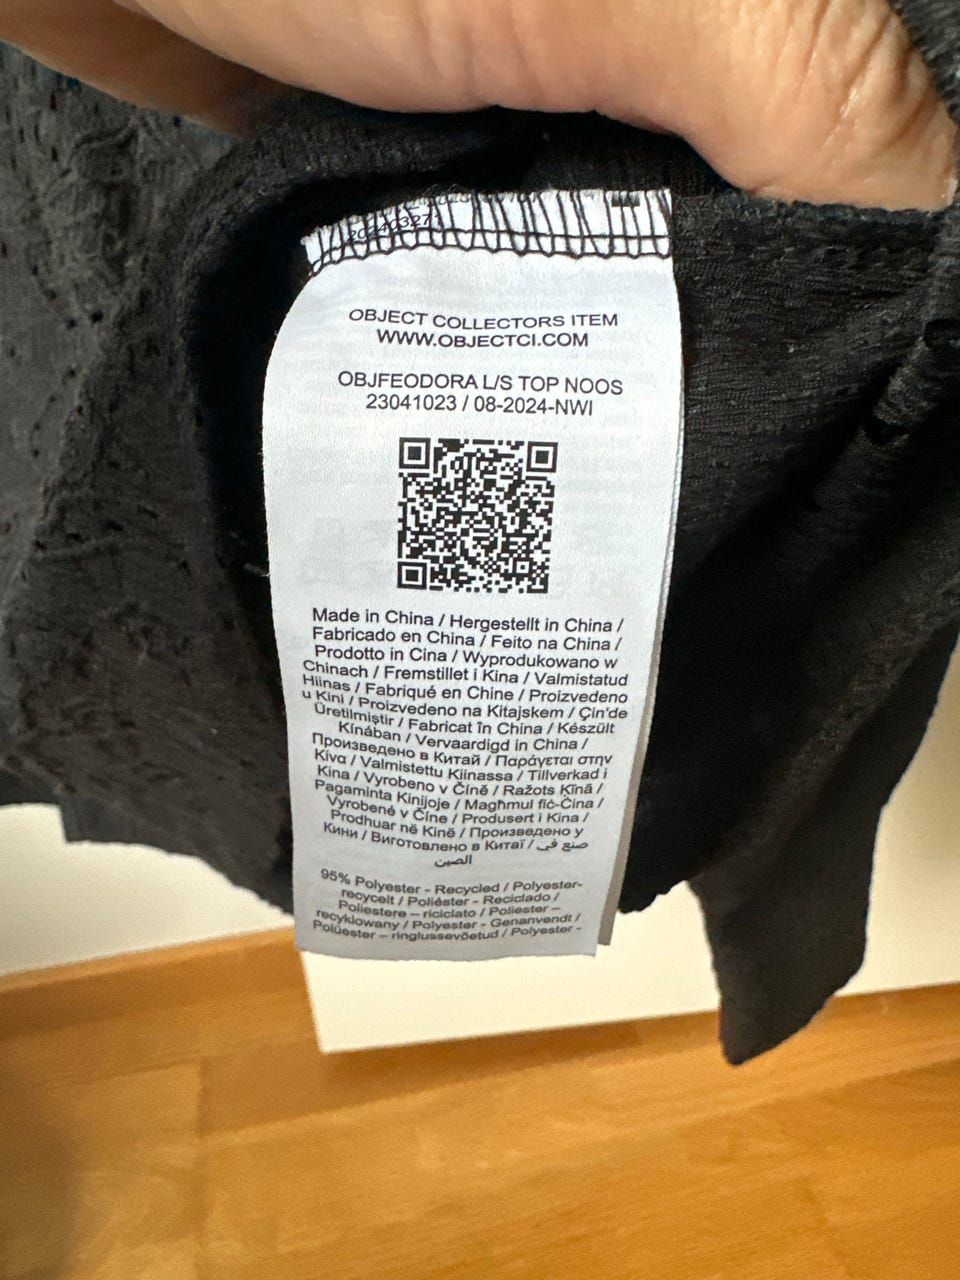 20240327
OBJECT COLLECTORS ITEM
WWW.OBJECTCI.COM
OBJFEODORA L/S TOP NOOS
23041023 / 08-2024-NWI
Made in China / Hergestellt in China /
Fabricado en China / Feito na China /
Prodotto in Cina / Wyprodukowano w
Chinach / Fremstillet i Kina / Valmistatud
Hiinas / Fabriqué en Chine / Proizvedeno
u Kini / Proizvedeno na Kitajskem / Çin'de
Üretilmiştir / Fabricat în China / Készült
Kínában / Vervaardigd in China /
Произведено в Китай / Παράγεται στην
Κίνα / Valmistettu Kiinassa / Tillverkad i
Kina / Vyrobeno v Číně / Ražots Ķīnā /
Pagaminta Kinijoje / Magħmul fiċ-Ċina /
Vyrobené v Číne / Produsert i Kina /
Prodhuar në Kinë / Произведено у
Кини / Виготовлено в Китаї / صنع في
الصين
95% Polyester - Recycled / Polyester-
recycelt / Poliéster - Reciclado /
Poliestere – riciclato / Poliester –
recyklowany / Polyester - Genanvendt /
Polüester – ringlussevõetud / Polyester -